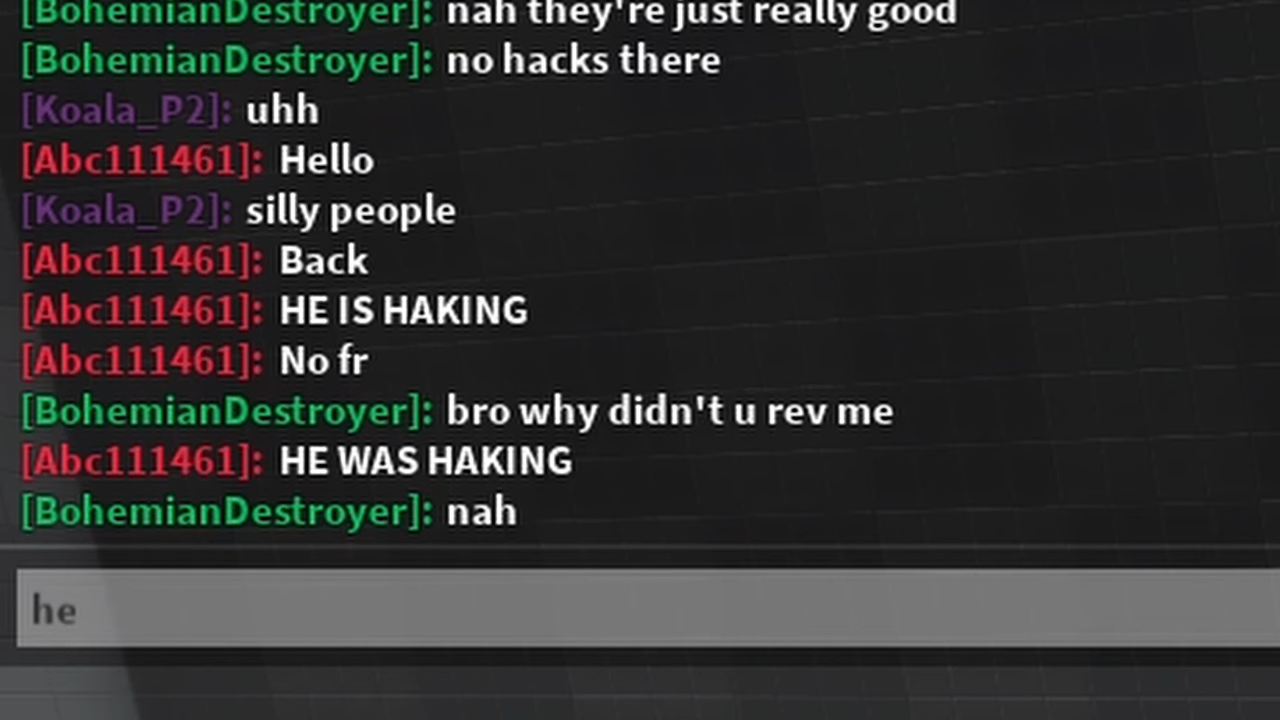 [BohemianDestroyer]: nah they're just really good
[BohemianDestroyer]: no hacks there
[Koala_P2]: uhh
[Abc111461]: Hello
[Koala_P2]: silly people
[Abc111461]: Back
[Abc111461]: HE IS HAKING
[Abc111461]: No fr
[BohemianDestroyer]: bro why didn't u rev me
[Abc111461]: HE WAS HAKING
[BohemianDestroyer]: nah
he